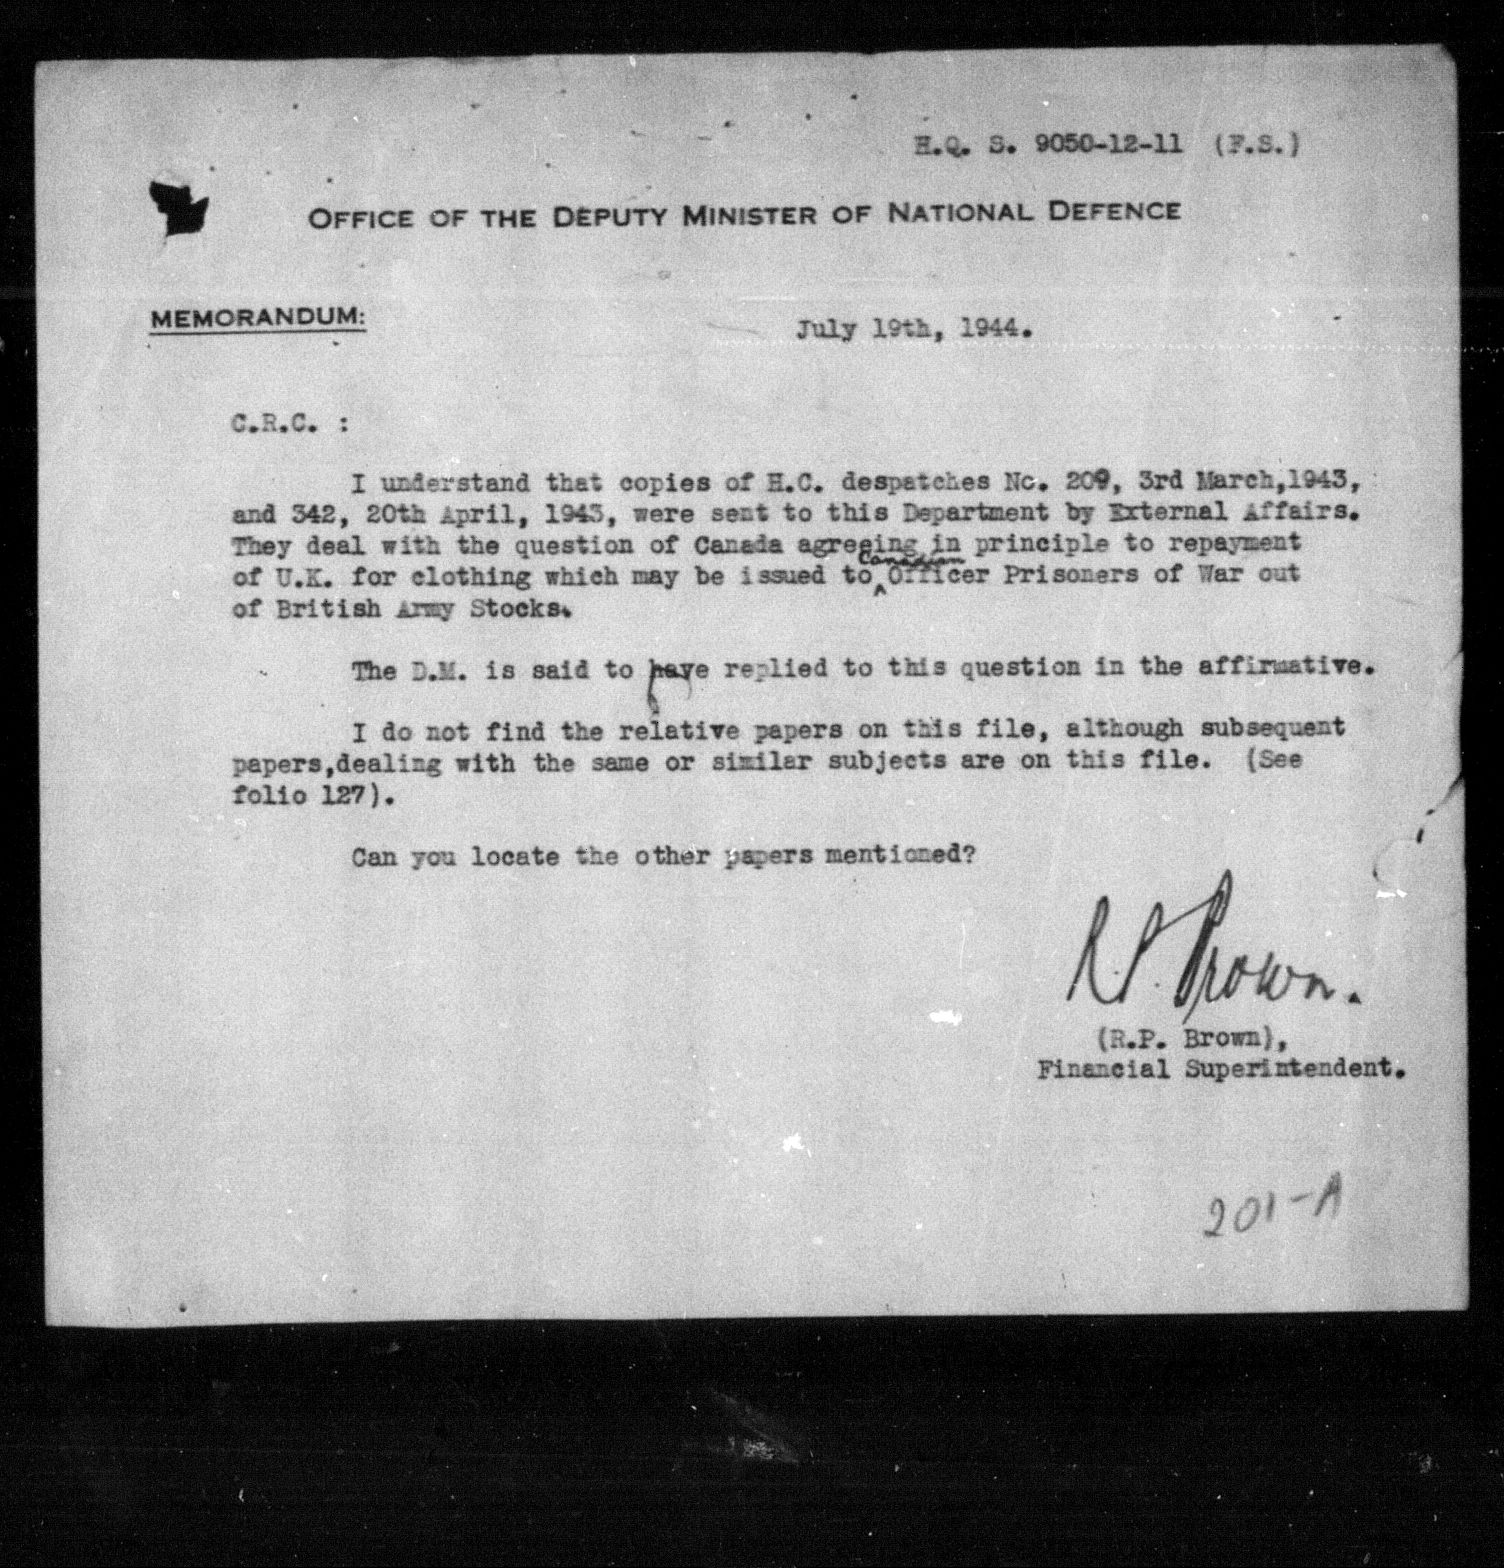 H.Q. S. 9050-12-11 (F.S.)
OFFICE OF THE DEPUTY MINISTER OF NATIONAL DEFENCE
MEMORANDUM:
July 19th, 1944.
C.R.C. :
I understand that copies of H.C. despatches No. 209, 3rd March,1943,
and 342, 20th April, 1943, were sent to this Department by External Affairs.
They deal with the question of Canada agreeing in principle to repayment
of U.K. for clothing which may be issued to Canadian Officer Prisoners of War out
of British Army Stocks.
The D.M. is said to have replied to this question in the affirmative.
I do not find the relative papers on this file, although subsequent
papers,dealing with the same or similar subjects are on this file. (See
folio 127).
Can you locate the other papers mentioned?
R.P. Brown.
(R.P. Brown),
Financial Superintendent.
201-A